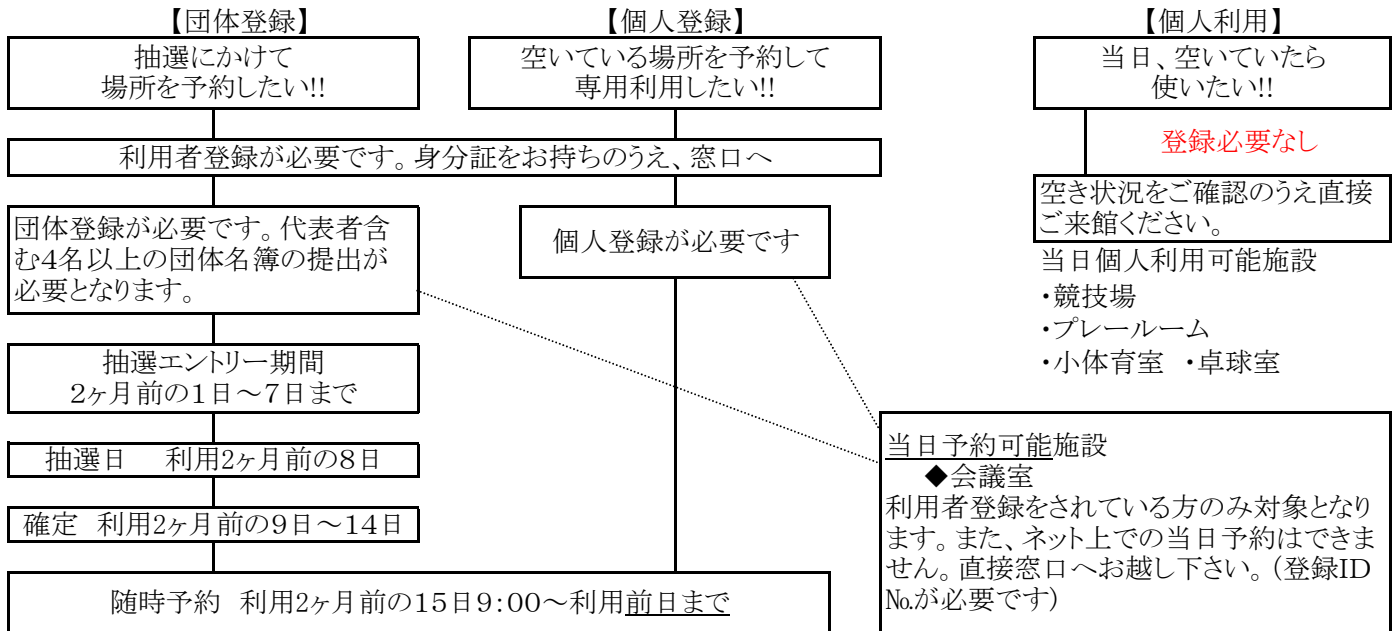 【団体登録】
抽選にかけて
場所を予約したい!!
【個人登録】
空いている場所を予約して
専用利用したい!!
【個人利用】
当日、空いていたら
使いたい!!
利用者登録が必要です。身分証をお持ちのうえ、窓口へ
登録必要なし
団体登録が必要です。代表者含
む4名以上の団体名簿の提出が
必要となります。
個人登録が必要です
空き状況をご確認のうえ直接
ご来館ください。
当日個人利用可能施設
・競技場
・プレールーム
・小体育室 ・卓球室
抽選エントリー期間
2ヶ月前の1日～7日まで
抽選日 利用2ヶ月前の8日
確定 利用2ヶ月前の9日～14日
随時予約 利用2ヶ月前の15日9:00～利用前日まで
当日予約可能施設
◆会議室
利用者登録をされている方のみ対象となり
ます。また、ネット上での当日予約はできま
せん。直接窓口へお越し下さい。(登録ID
№が必要です)